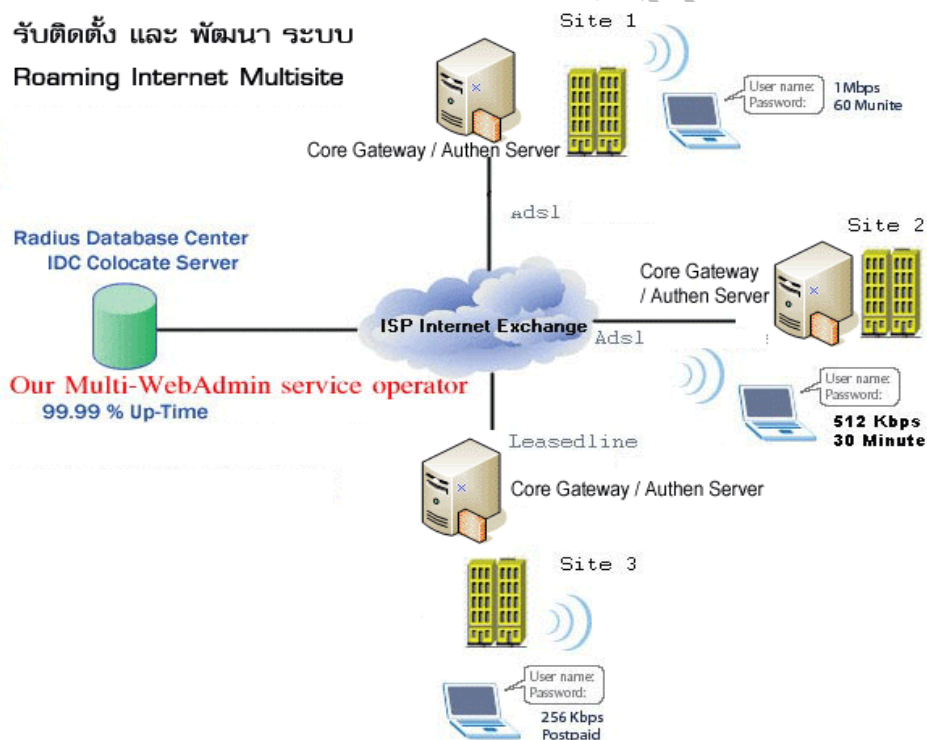 รับติดตั้ง และ พัฒนา ระบบ
Roaming Internet Multisite
Site 1
User name:
Password:
1Mbps
60 Munite
Core Gateway / Authen Server
Adsl
Radius Database Center
IDC Colocate Server
Site 2
Core Gateway
/ Authen Server
ISP Internet Exchange
Adsl
Our Multi-WebAdmin service operator
99.99 % Up-Time
User name:
Password:
512 Kbps
30 Minute
Leasedline
Core Gateway / Authen Server
Site 3
User name:
Password:
256 Kbps
Postpaid